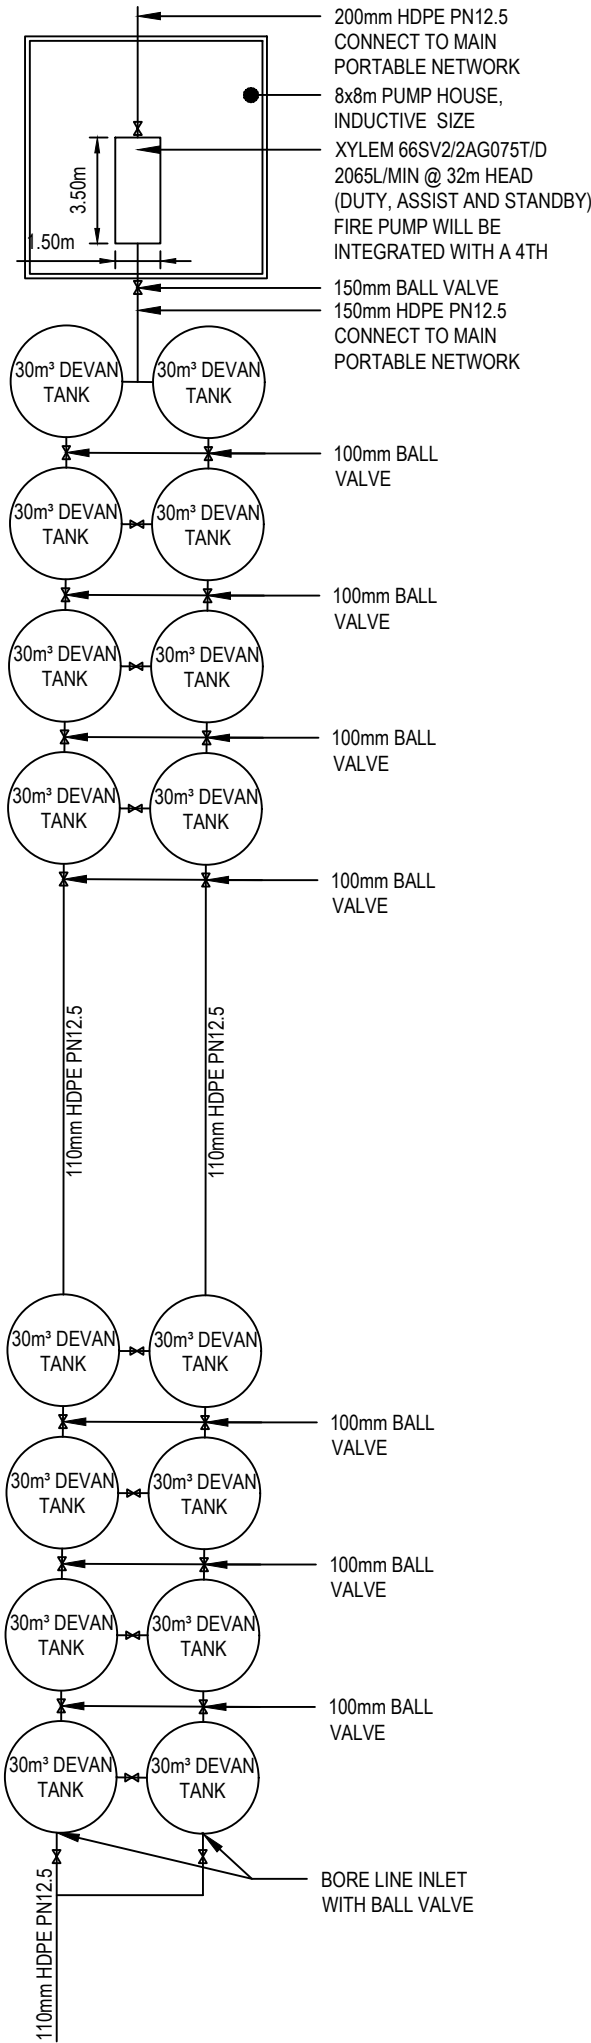 200mm HDPE PN12.5
CONNECT TO MAIN
PORTABLE NETWORK
8x8m PUMP HOUSE,
INDUCTIVE SIZE
XYLEM 66SV2/2AG075T/D
2065L/MIN @ 32m HEAD
(DUTY, ASSIST AND STANDBY)
FIRE PUMP WILL BE
INTEGRATED WITH A 4TH
3.50m
1.50m
150mm BALL VALVE
150mm HDPE PN12.5
CONNECT TO MAIN
PORTABLE NETWORK
30m³ DEVAN
TANK
30m³ DEVAN
TANK
100mm BALL
VALVE
30m³ DEVAN
TANK
30m³ DEVAN
TANK
100mm BALL
VALVE
30m³ DEVAN
TANK
30m³ DEVAN
TANK
100mm BALL
VALVE
30m³ DEVAN
TANK
30m³ DEVAN
TANK
100mm BALL
VALVE
110mm HDPE PN12.5
110mm HDPE PN12.5
30m³ DEVAN
TANK
30m³ DEVAN
TANK
100mm BALL
VALVE
30m³ DEVAN
TANK
30m³ DEVAN
TANK
100mm BALL
VALVE
30m³ DEVAN
TANK
30m³ DEVAN
TANK
100mm BALL
VALVE
30m³ DEVAN
TANK
30m³ DEVAN
TANK
BORE LINE INLET
WITH BALL VALVE
110mm HDPE PN12.5